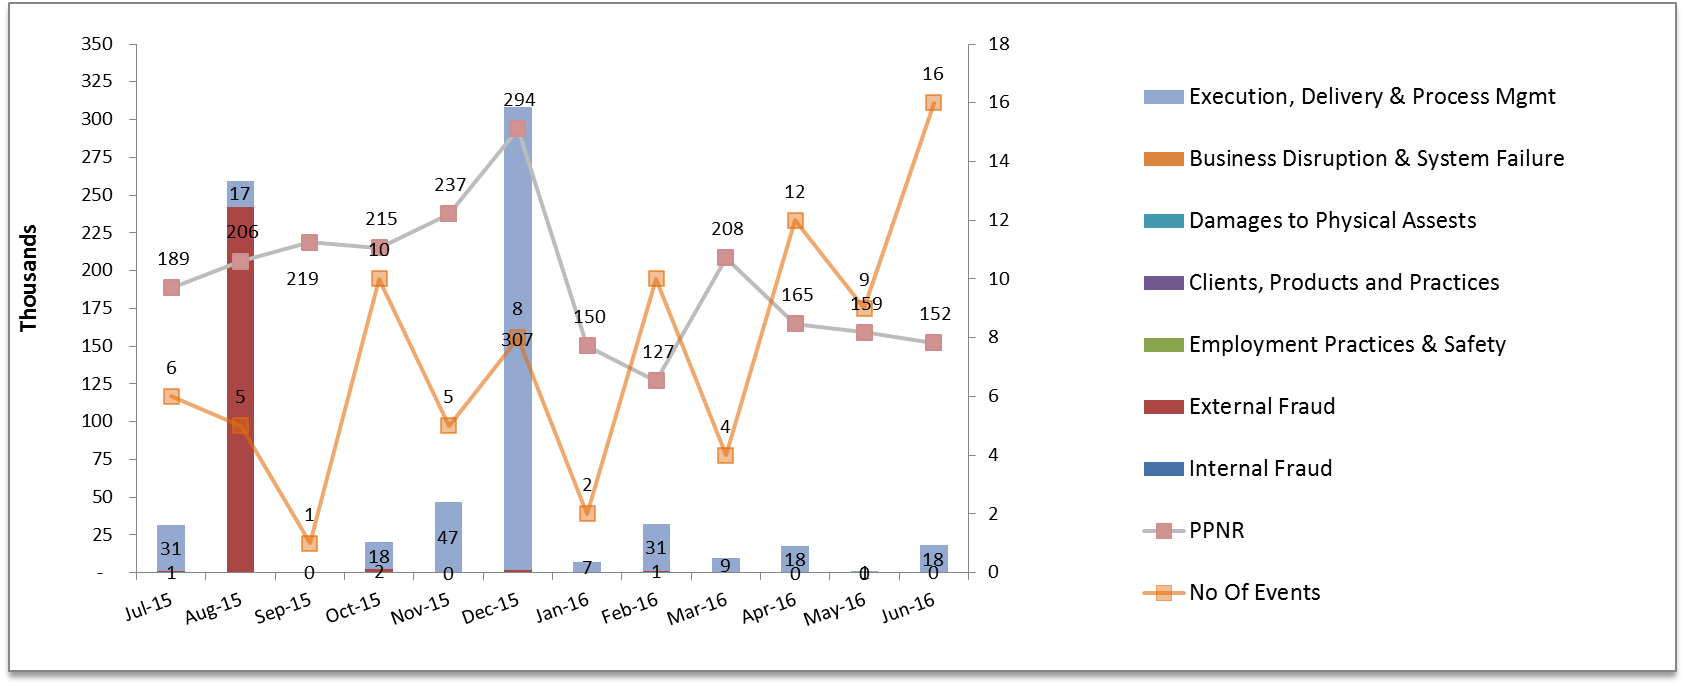 Thousands
350
325
300
275
250
225
200
175
150
125
100
75
50
25
-
18
16
14
12
10
8
6
4
2
0
189
206
219
215
237
294
150
127
208
165
159
152
6
5
1
10
5
8
2
4
12
9
16
31
17
18
47
307
7
31
9
18
18
1
0
2
0
1
0
0
Jul-15
Aug-15
Sep-15
Oct-15
Nov-15
Dec-15
Jan-16
Feb-16
Mar-16
Apr-16
May-16
Jun-16
Execution, Delivery & Process Mgmt
Business Disruption & System Failure
Damages to Physical Assests
Clients, Products and Practices
Employment Practices & Safety
External Fraud
Internal Fraud
PPNR
No Of Events